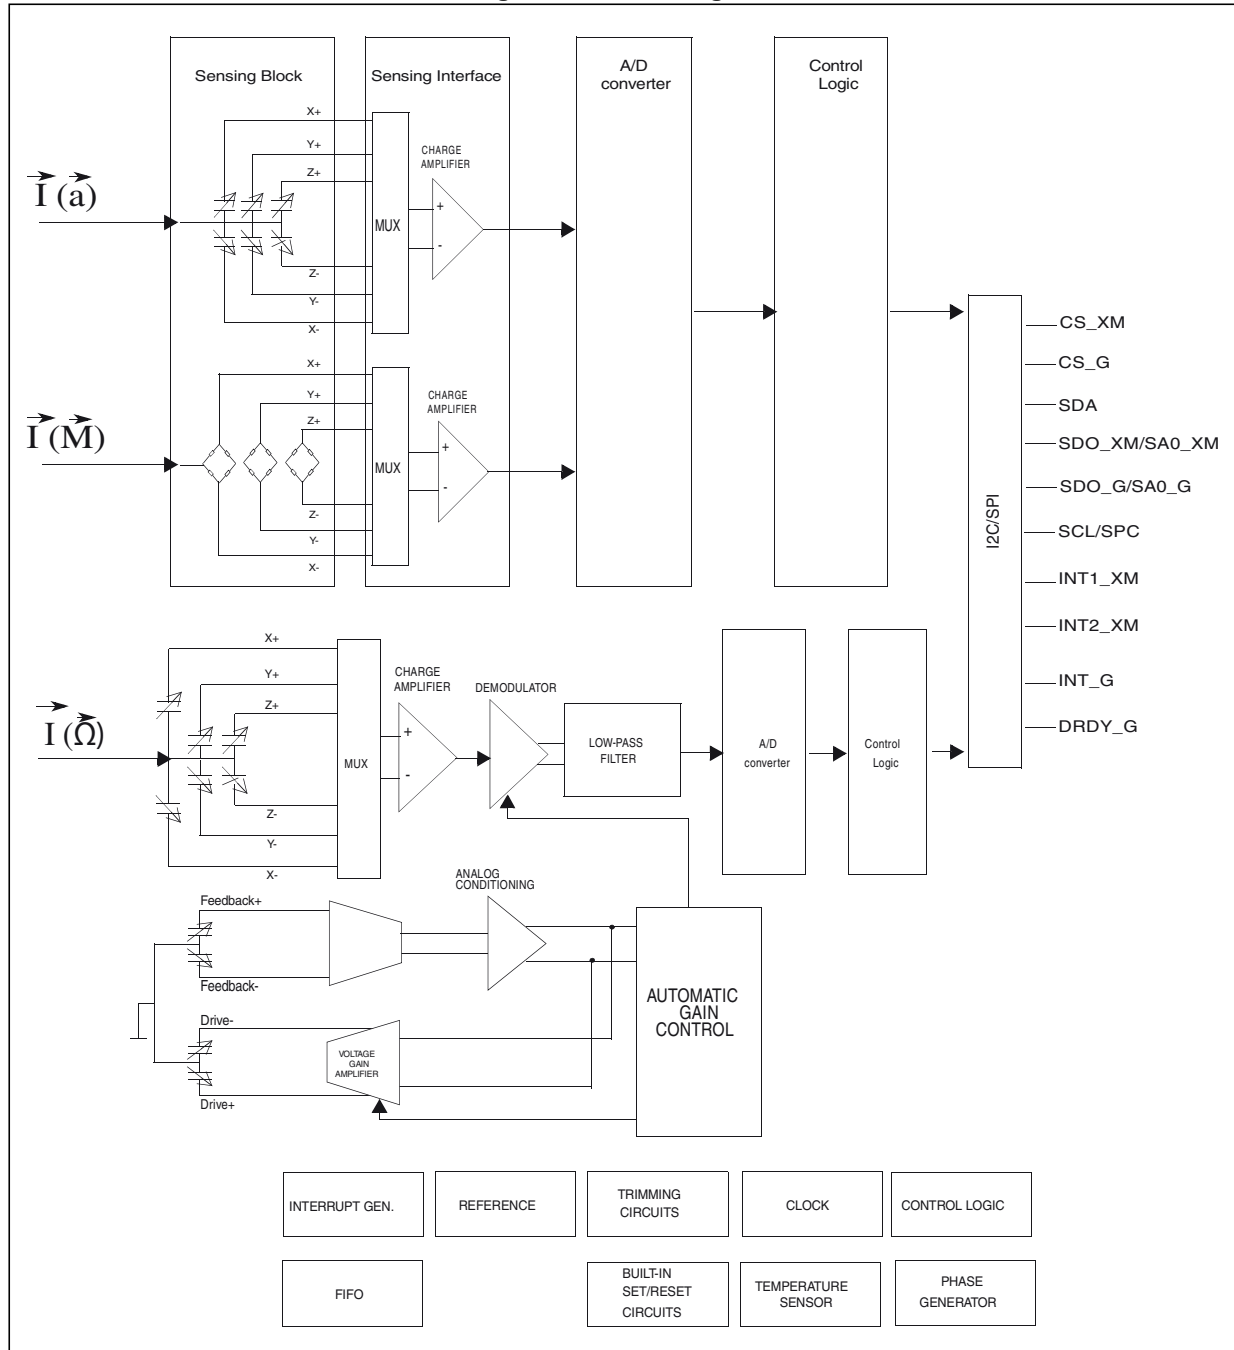 Sensing Block
Sensing Interface
A/D
converter
Control
Logic
X+
Y+
Z+
CHARGE
AMPLIFIER
I (a)
+
MUX
-
Z-
Y-
X-
X+
Y+
Z+
CHARGE
AMPLIFIER
I (M)
+
MUX
-
Z-
Y-
X-
I2C/SPI
CS_XM
CS_G
SDA
SDO_XM/SA0_XM
SDO_G/SA0_G
SCL/SPC
INT1_XM
INT2_XM
INT_G
DRDY_G
X+
Y+
Z+
CHARGE
AMPLIFIER
DEMODULATOR
I (Ω)
+
MUX
-
LOW-PASS
FILTER
A/D
converter
Control
Logic
Z-
Y-
X-
ANALOG
CONDITIONING
Feedback+
Feedback-
Drive-
VOLTAGE
GAIN
AMPLIFIER
Drive+
AUTOMATIC
GAIN
CONTROL
INTERRUPT GEN.
REFERENCE
TRIMMING
CIRCUITS
CLOCK
CONTROL LOGIC
FIFO
BUILT-IN
SET/RESET
CIRCUITS
TEMPERATURE
SENSOR
PHASE
GENERATOR